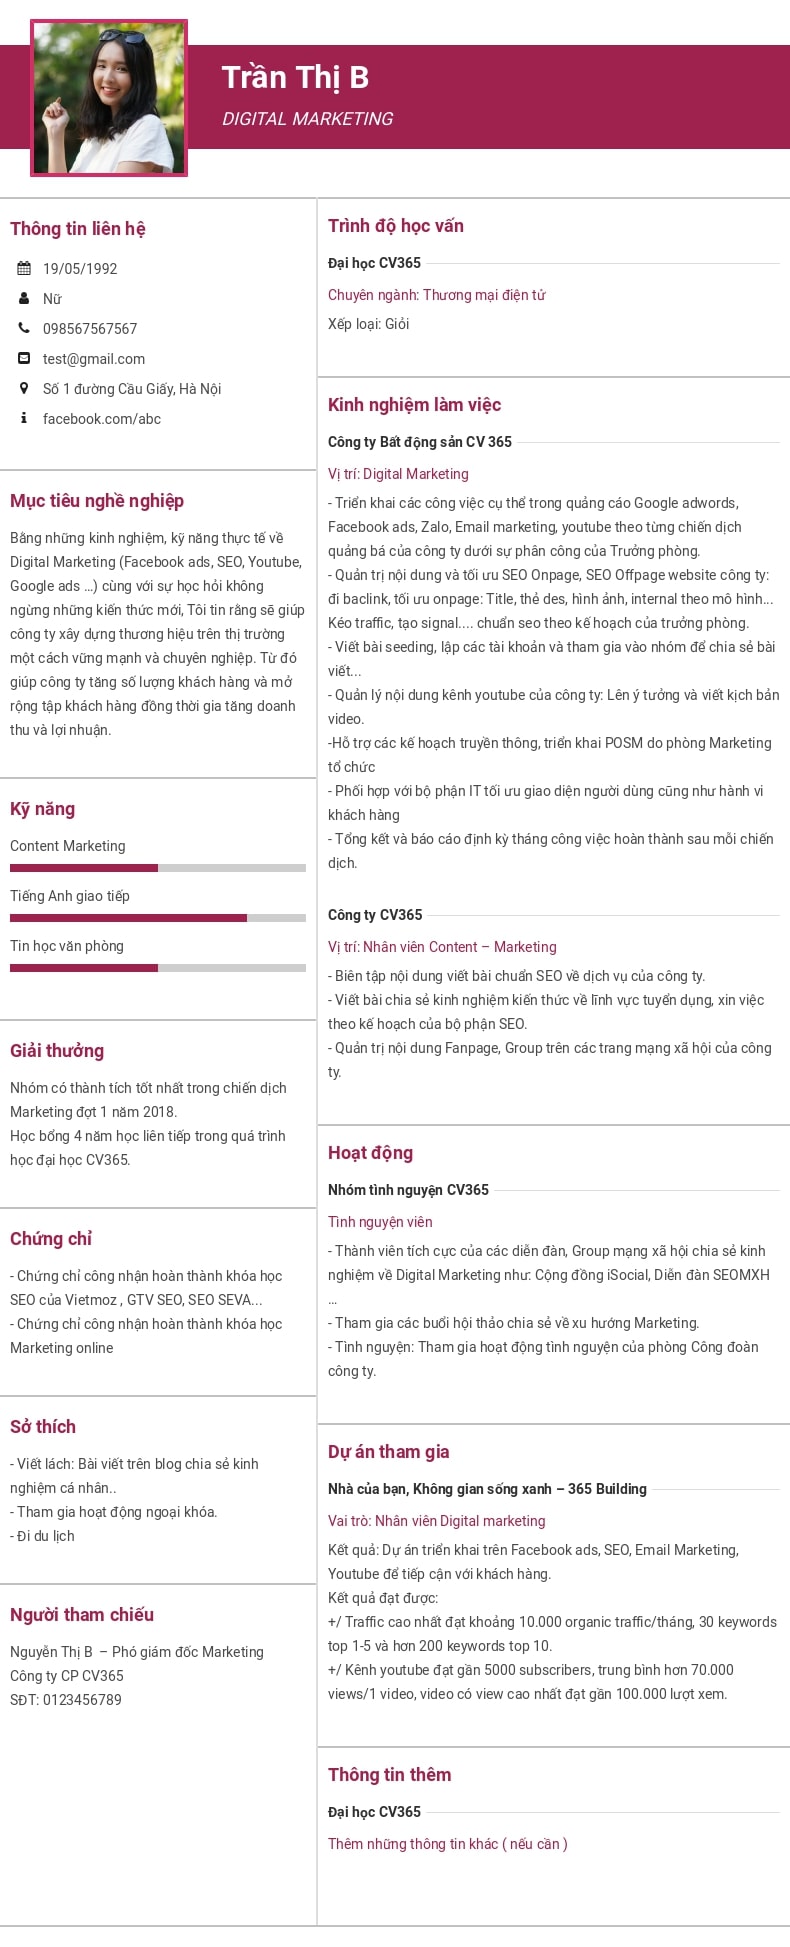 Trần Thị B
DIGITAL MARKETING
Thông tin liên hệ
19/05/1992
Nữ
098567567567
test@gmail.com
Số 1 đường Cầu Giấy, Hà Nội
facebook.com/abc
Mục tiêu nghề nghiệp
Bằng những kinh nghiệm, kỹ năng thực tế về
Digital Marketing (Facebook ads, SEO, Youtube,
Google ads ...) cùng với sự học hỏi không
ngừng những kiến thức mới, Tôi tin rằng sẽ giúp
công ty xây dựng thương hiệu trên thị trường
một cách vững mạnh và chuyên nghiệp. Từ đó
giúp công ty tăng số lượng khách hàng và mở
rộng tập khách hàng đồng thời gia tăng doanh
thu và lợi nhuận.
Kỹ năng
Content Marketing
Tiếng Anh giao tiếp
Tin học văn phòng
Giải thưởng
Nhóm có thành tích tốt nhất trong chiến dịch
Marketing đợt 1 năm 2018.
Học bổng 4 năm học liên tiếp trong quá trình
học đại học CV365.
Chứng chỉ
- Chứng chỉ công nhận hoàn thành khóa học
SEO của Vietmoz , GTV SEO, SEO SEVA...
- Chứng chỉ công nhận hoàn thành khóa học
Marketing online
Sở thích
- Viết lách: Bài viết trên blog chia sẻ kinh
nghiệm cá nhân..
- Tham gia hoạt động ngoại khóa.
- Đi du lịch
Người tham chiếu
Nguyễn Thị B – Phó giám đốc Marketing
Công ty CP CV365
SĐT: 0123456789
Trình độ học vấn
Đại học CV365
Chuyên ngành: Thương mại điện tử
Xếp loại: Giỏi
Kinh nghiệm làm việc
Công ty Bất động sản CV 365
Vị trí: Digital Marketing
- Triển khai các công việc cụ thể trong quảng cáo Google adwords,
Facebook ads, Zalo, Email marketing, youtube theo từng chiến dịch
quảng bá của công ty dưới sự phân công của Trưởng phòng.
- Quản trị nội dung và tối ưu SEO Onpage, SEO Offpage website công ty:
đi baclink, tối ưu onpage: Title, thẻ des, hình ảnh, internal theo mô hình...
Kéo traffic, tạo signal.... chuẩn seo theo kế hoạch của trưởng phòng.
- Viết bài seeding, lập các tài khoản và tham gia vào nhóm để chia sẻ bài
viết...
- Quản lý nội dung kênh youtube của công ty: Lên ý tưởng và viết kịch bản
video.
-Hỗ trợ các kế hoạch truyền thông, triển khai POSM do phòng Marketing
tổ chức
- Phối hợp với bộ phận IT tối ưu giao diện người dùng cũng như hành vi
khách hàng
- Tổng kết và báo cáo định kỳ tháng công việc hoàn thành sau mỗi chiến
dịch.
Công ty CV365
Vị trí: Nhân viên Content – Marketing
- Biên tập nội dung viết bài chuẩn SEO về dịch vụ của công ty.
- Viết bài chia sẻ kinh nghiệm kiến thức về lĩnh vực tuyển dụng, xin việc
theo kế hoạch của bộ phận SEO.
- Quản trị nội dung Fanpage, Group trên các trang mạng xã hội của công
ty.
Hoạt động
Nhóm tình nguyện CV365
Tình nguyện viên
- Thành viên tích cực của các diễn đàn, Group mạng xã hội chia sẻ kinh
nghiệm về Digital Marketing như: Cộng đồng iSocial, Diễn đàn SEOMXH
...
- Tham gia các buổi hội thảo chia sẻ về xu hướng Marketing.
- Tình nguyện: Tham gia hoạt động tình nguyện của phòng Công đoàn
công ty.
Dự án tham gia
Nhà của bạn, Không gian sống xanh – 365 Building
Vai trò: Nhân viên Digital marketing
Kết quả: Dự án triển khai trên Facebook ads, SEO, Email Marketing,
Youtube để tiếp cận với khách hàng.
Kết quả đạt được:
+/ Traffic cao nhất đạt khoảng 10.000 organic traffic/tháng, 30 keywords
top 1-5 và hơn 200 keywords top 10.
+/ Kênh youtube đạt gần 5000 subscribers, trung bình hơn 70.000
views/1 video, video có view cao nhất đạt gần 100.000 lượt xem.
Thông tin thêm
Đại học CV365
Thêm những thông tin khác ( nếu cần )